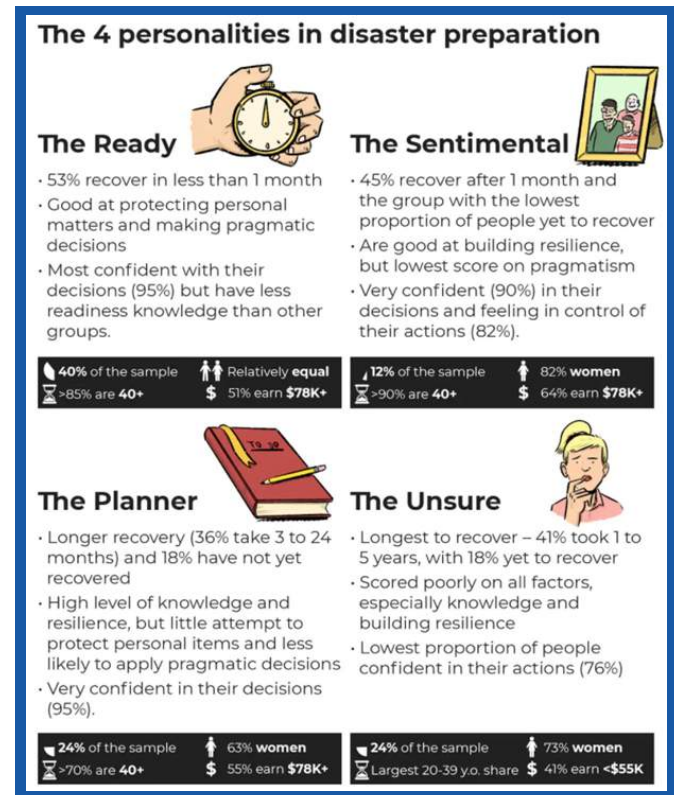 The 4 personalities in disaster preparation
The Ready
· 53% recover in less than 1 month
· Good at protecting personal
matters and making pragmatic
decisions
· Most confident with their
decisions (95%) but have less
readiness knowledge than other
groups.
40% of the sample
Relatively equal
>85% are 40+
$ 51% earn $78K+
The Sentimental
· 45% recover after 1 month and
the group with the lowest
proportion of people yet to recover
· Are good at building resilience,
but lowest score on pragmatism
· Very confident (90%) in their
decisions and feeling in control of
their actions (82%).
12% of the sample
82% women
>90% are 40+
$ 64% earn $78K+
TO DO
The Planner
· Longer recovery (36% take 3 to 24
months) and 18% have not yet
recovered
· High level of knowledge and
resilience, but little attempt to
protect personal items and less
likely to apply pragmatic decisions
· Very confident in their decisions
(95%).
24% of the sample
63% women
>70% are 40+
$ 55% earn $78K+
The Unsure
· Longest to recover – 41% took 1 to
5 years, with 18% yet to recover
· Scored poorly on all factors,
especially knowledge and
building resilience
· Lowest proportion of people
confident in their actions (76%)
24% of the sample
73% women
Largest 20-39 y.o. share
$ 41% earn <$55K